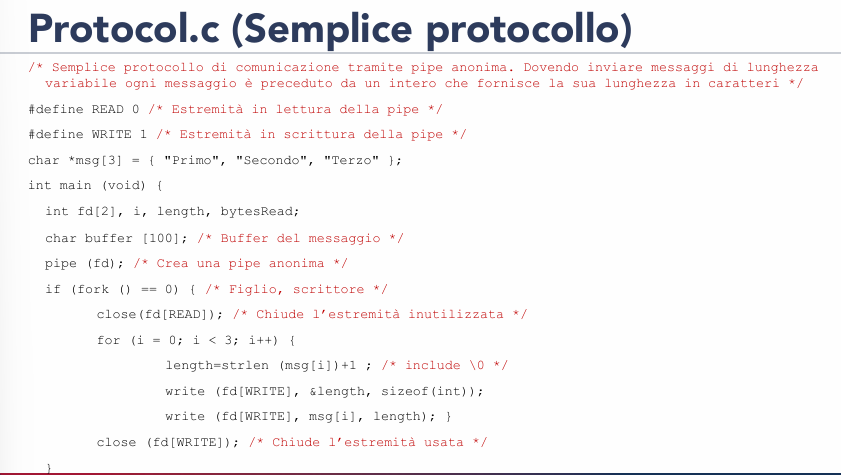 Protocol.c (Semplice protocollo)
/* Semplice protocollo di comunicazione tramite pipe anonima. Dovendo inviare messaggi di lunghezza
variabile ogni messaggio è preceduto da un intero che fornisce la sua lunghezza in caratteri */
#define READ 0 /* Estremità in lettura della pipe */
#define WRITE 1 /* Estremità in scrittura della pipe */
char *msg[3] = { "Primo", "Secondo", "Terzo" };
int main (void) {
int fd[2], i, length, bytesRead;
char buffer [100]; /* Buffer del messaggio */
pipe (fd); /* Crea una pipe anonima */
if (fork () == 0) { /* Figlio, scrittore */
close(fd[READ]); /* Chiude l’estremità inutilizzata */
for (i = 0; i < 3; i++) {
length=strlen (msg[i])+1 ; /* include \0 */
write (fd[WRITE], &length, sizeof(int));
write (fd[WRITE], msg[i], length); }
close (fd[WRITE]); /* Chiude l’estremità usata */
}